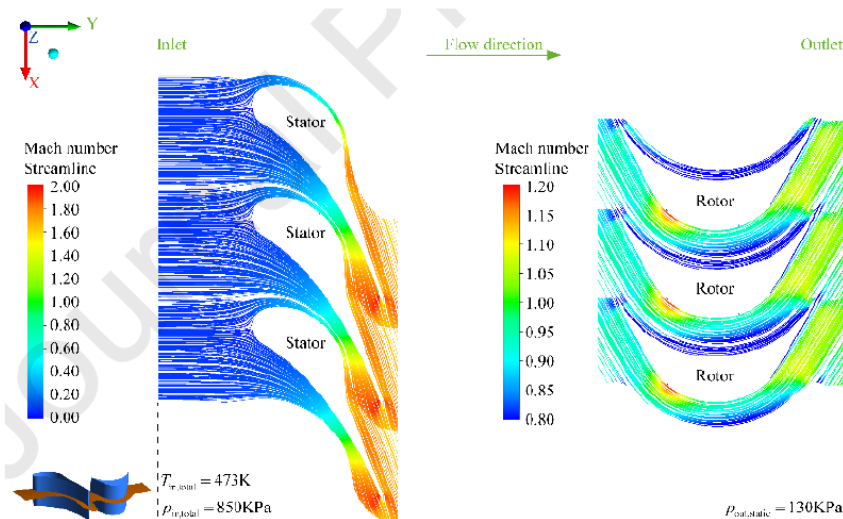 Y
Z
X
Inlet
Flow direction
Outlet
Mach number
Streamline
2.00
1.80
1.60
1.40
1.20
1.00
0.80
0.60
0.40
0.20
0.00
Stator
Stator
Stator
Mach number
Streamline
1.20
1.15
1.10
1.05
1.00
0.95
0.90
0.85
0.80
Rotor
Rotor
Rotor
T in,total = 473K
p in,total = 850KPa
p out,static = 130KPa